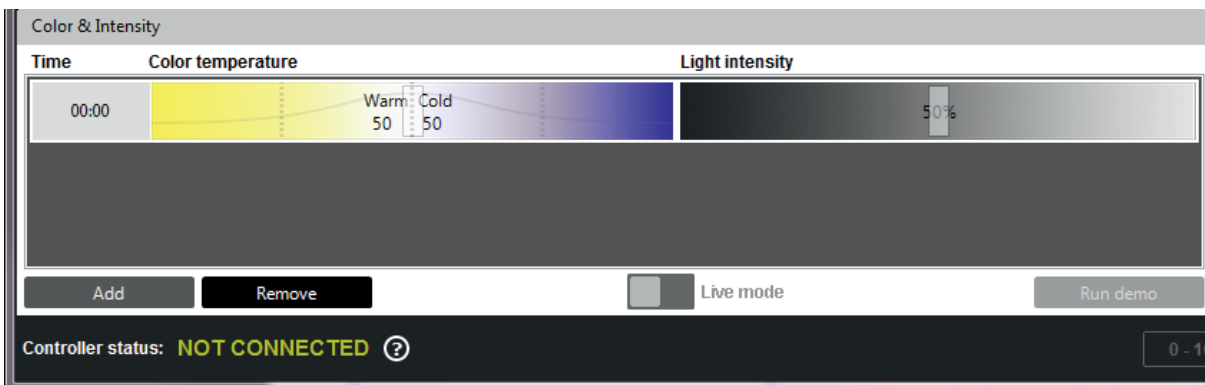 Color & Intensity
Time Color temperature Light intensity
00:00 Warm Cold
50 50 50%
Add Remove Live mode Run demo
Controller status: NOT CONNECTED ?